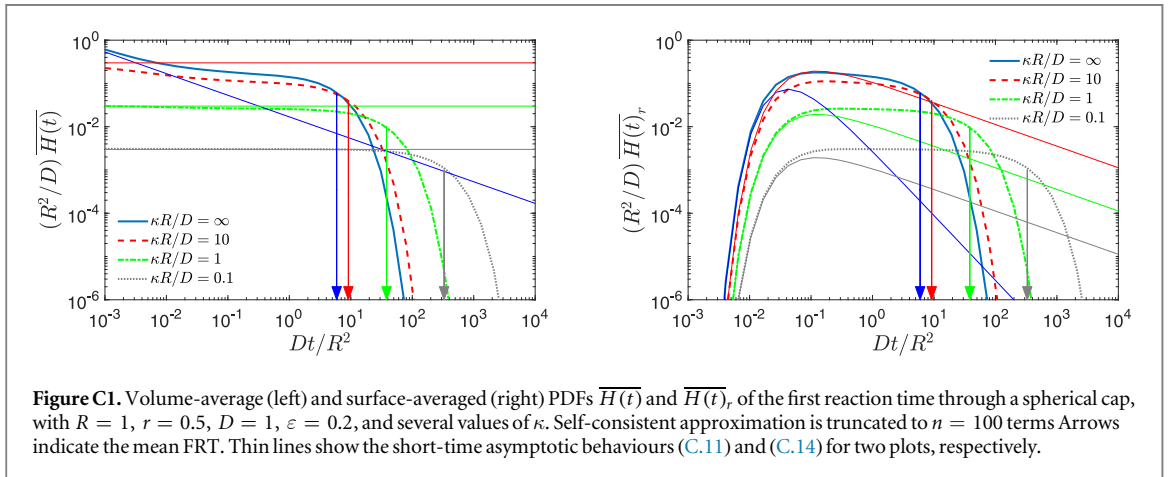 10^0
10^-2
10^-4
10^-6
(R^2/D) \overline{H(t)}
κR/D = ∞
κR/D = 10
κR/D = 1
κR/D = 0.1
10^-3 10^-2 10^-1 10^0 10^1 10^2 10^3 10^4
Dt/R^2
10^0
10^-2
10^-4
10^-6
(R^2/D) \overline{H(t)}_r
κR/D = ∞
κR/D = 10
κR/D = 1
κR/D = 0.1
10^-3 10^-2 10^-1 10^0 10^1 10^2 10^3 10^4
Dt/R^2
Figure C1. Volume-average (left) and surface-averaged (right) PDFs \overline{H(t)} and \overline{H(t)}_r of the first reaction time through a spherical cap,
with R = 1, r = 0.5, D = 1, ε = 0.2, and several values of κ. Self-consistent approximation is truncated to n = 100 terms Arrows
indicate the mean FRT. Thin lines show the short-time asymptotic behaviours (C.11) and (C.14) for two plots, respectively.